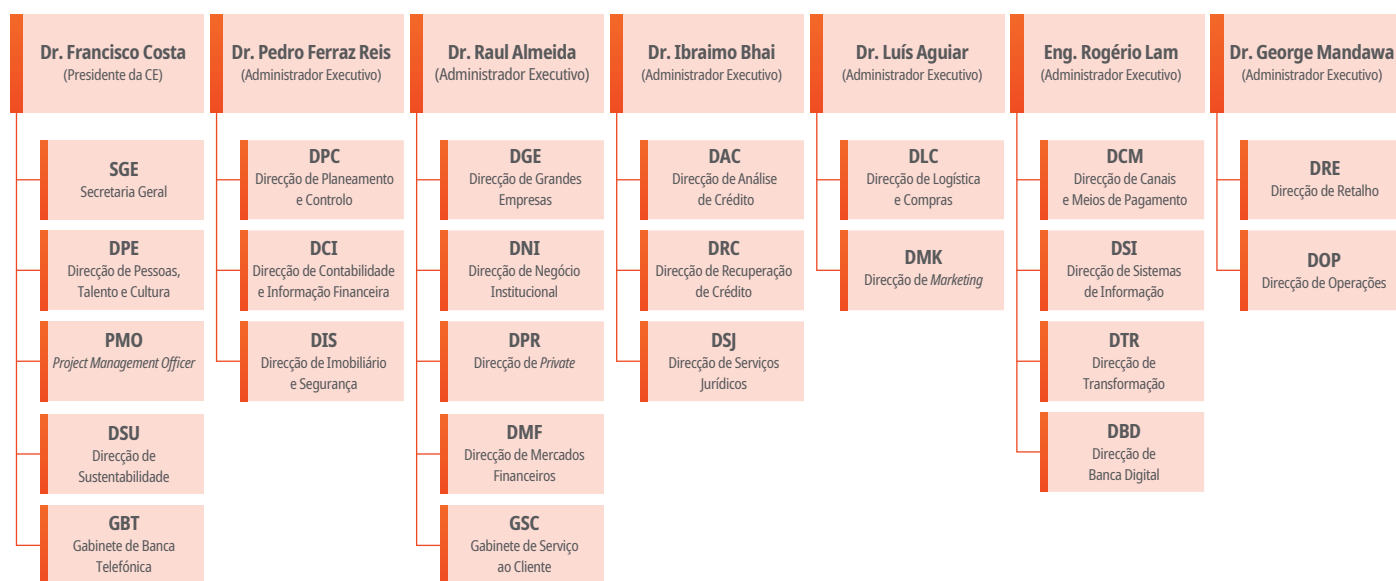 Dr. Francisco Costa
(Presidente da CE)
SGE
Secretaria Geral
DPE
Direcção de Pessoas,
Talento e Cultura
PMO
Project Management Officer
DSU
Direcção de
Sustentabilidade
GBT
Gabinete de Banca
Telefónica
Dr. Pedro Ferraz Reis
(Administrador Executivo)
DPC
Direcção de Planeamento
e Controlo
DCI
Direcção de Contabilidade
e Informação Financeira
DIS
Direcção de Imobiliário
e Segurança
Dr. Raul Almeida
(Administrador Executivo)
DGE
Direcção de Grandes
Empresas
DNI
Direcção de Negócio
Institucional
DPR
Direcção de Private
DMF
Direcção de Mercados
Financeiros
GSC
Gabinete de Serviço
ao Cliente
Dr. Ibraimo Bhai
(Administrador Executivo)
DAC
Direcção de Análise
de Crédito
DRC
Direcção de Recuperação
de Crédito
DSJ
Direcção de Serviços
Jurídicos
Dr. Luís Aguiar
(Administrador Executivo)
DLC
Direcção de Logística
e Compras
DMK
Direcção de Marketing
Eng. Rogério Lam
(Administrador Executivo)
DCM
Direcção de Canais
e Meios de Pagamento
DSI
Direcção de Sistemas
de Informação
DTR
Direcção de
Transformação
DBD
Direcção de
Banca Digital
Dr. George Mandawa
(Administrador Executivo)
DRE
Direcção de Retalho
DOP
Direcção de Operações